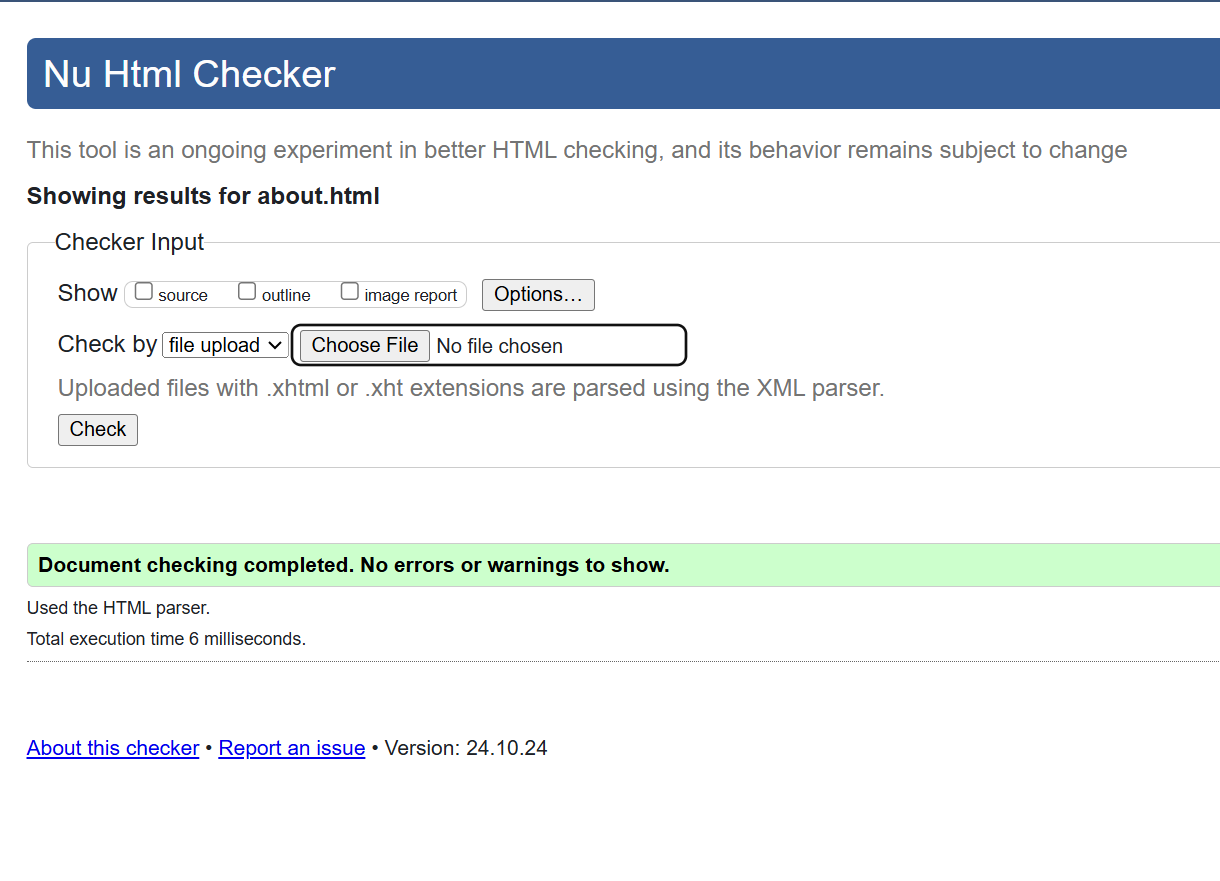 Nu Html Checker
This tool is an ongoing experiment in better HTML checking, and its behavior remains subject to change
Showing results for about.html
Checker Input
Show source outline image report Options…
Check by file upload Choose File No file chosen
Uploaded files with .xhtml or .xht extensions are parsed using the XML parser.
Check
Document checking completed. No errors or warnings to show.
Used the HTML parser.
Total execution time 6 milliseconds.
About this checker • Report an issue • Version: 24.10.24